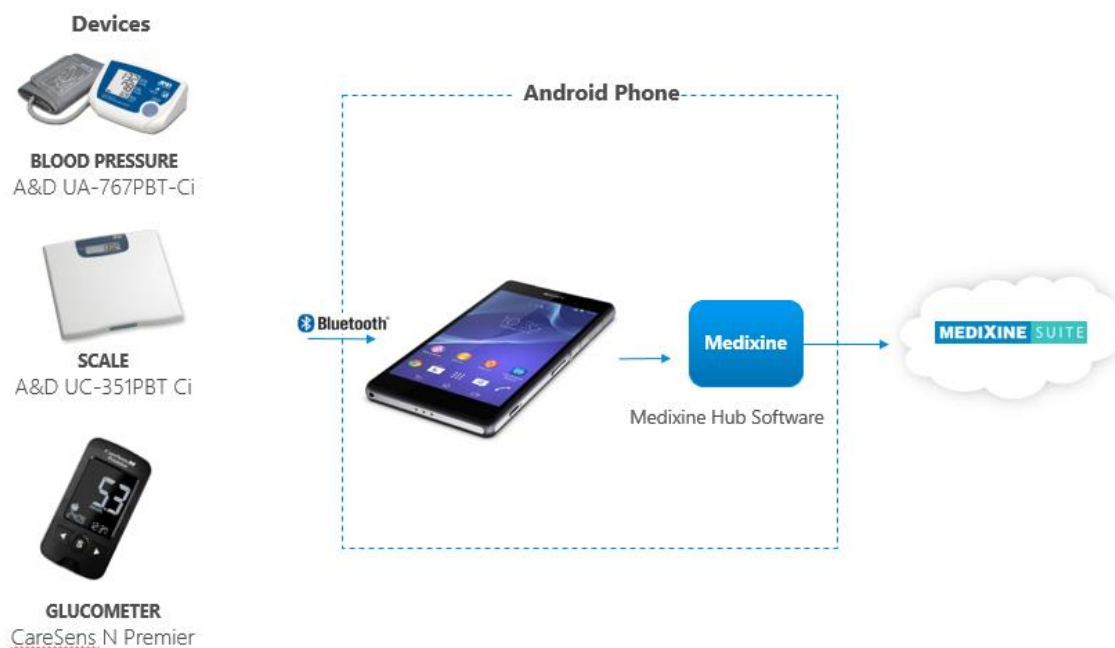 Devices
BLOOD PRESSURE
A&D UA-767PBT-Ci
SCALE
A&D UC-351PBT Ci
GLUCOMETER
CareSens N Premier
Android Phone
Bluetooth
SONY
Medixine
Medixine Hub Software
MEDIXINE SUITE